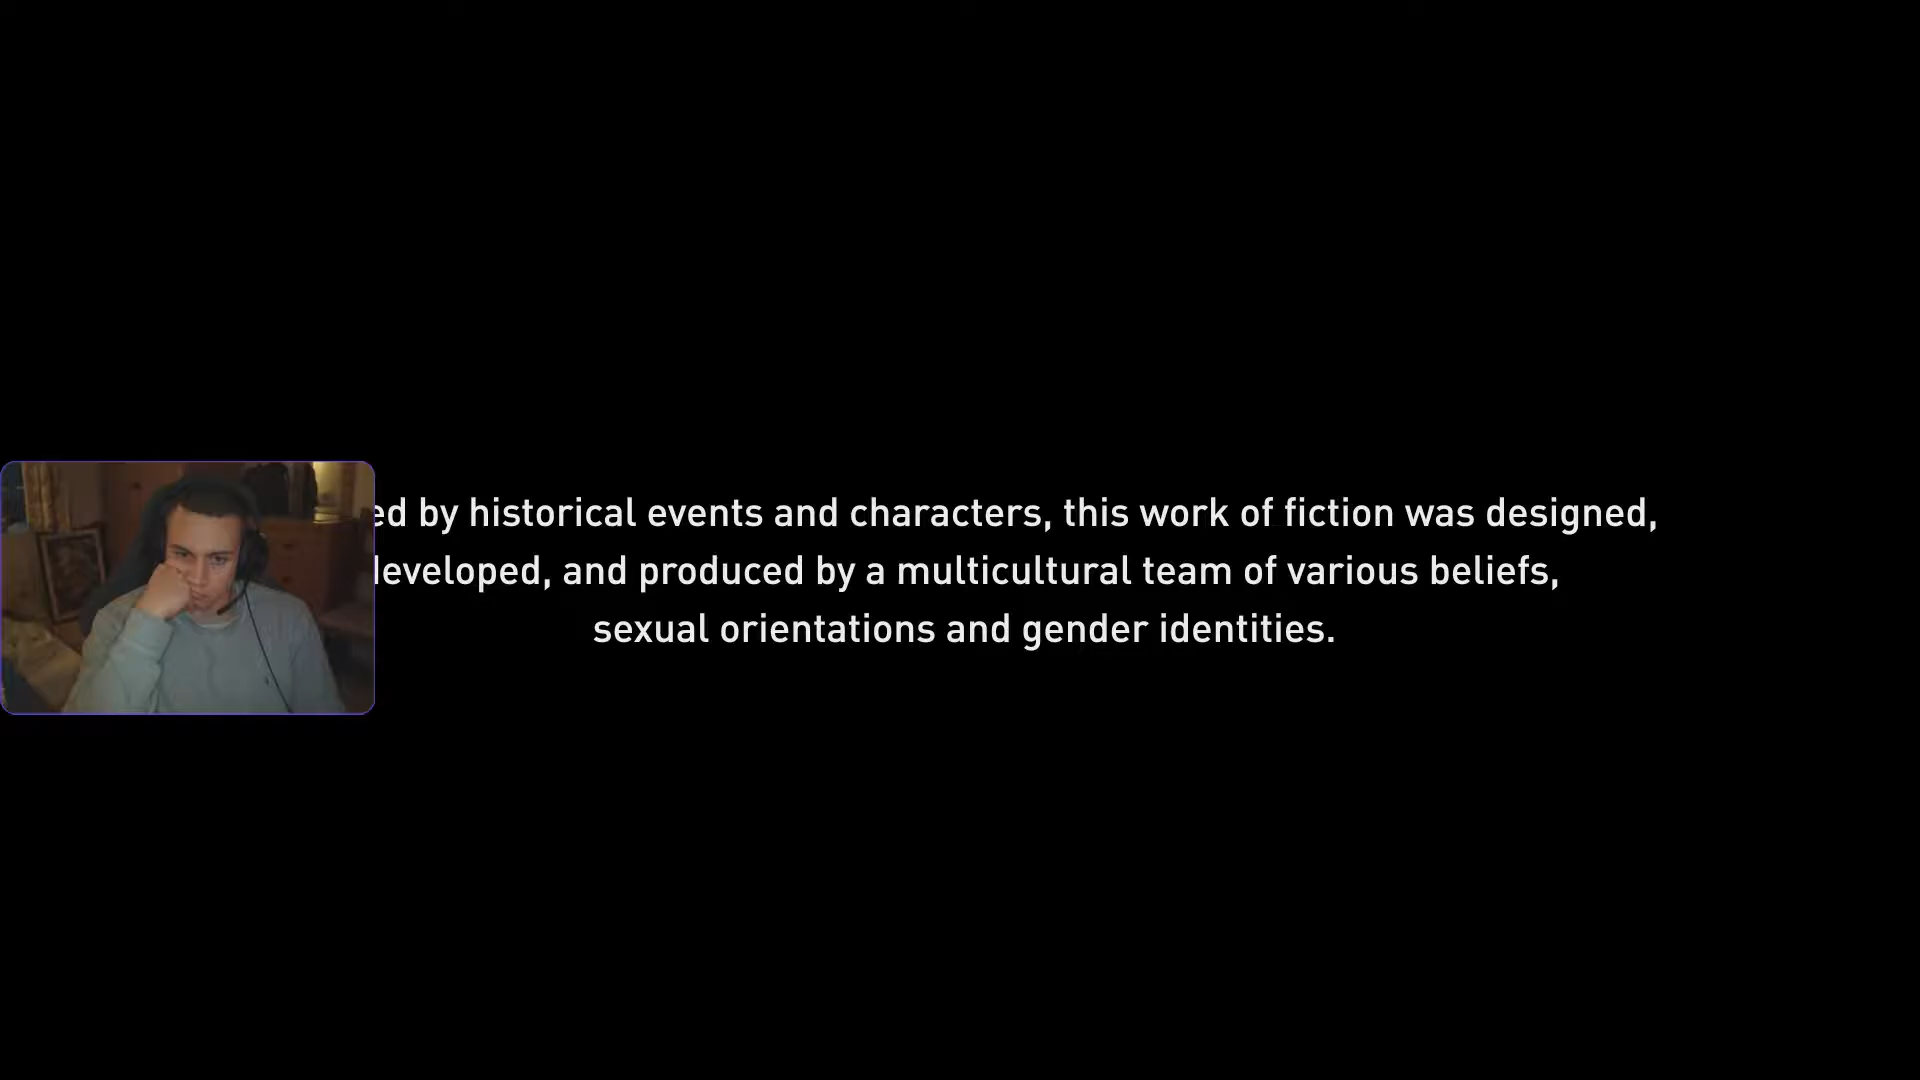 ed by historical events and characters, this work of fiction was designed,
developed, and produced by a multicultural team of various beliefs,
sexual orientations and gender identities.